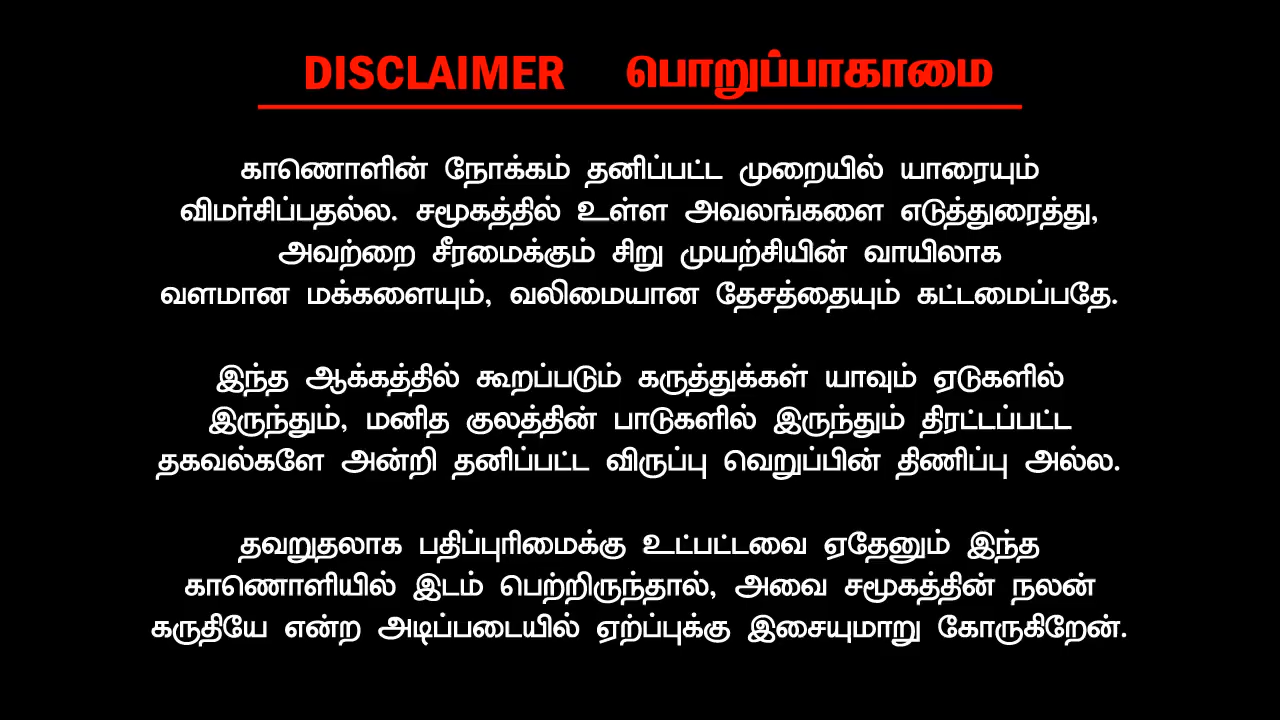 DISCLAIMER பொறுப்பாகாமை
காணொளின் நோக்கம் தனிப்பட்ட முறையில் யாரையும்
விமர்சிப்பதல்ல. சமூகத்தில் உள்ள அவலங்களை எடுத்துரைத்து,
அவற்றை சீரமைக்கும் சிறு முயற்சியின் வாயிலாக
வளமான மக்களையும், வலிமையான தேசத்தையும் கட்டமைப்பதே.
இந்த ஆக்கத்தில் கூறப்படும் கருத்துக்கள் யாவும் ஏடுகளில்
இருந்தும், மனித குலத்தின் பாடுகளில் இருந்தும் திரட்டப்பட்ட
தகவல்களே அன்றி தனிப்பட்ட விருப்பு வெறுப்பின் திணிப்பு அல்ல.
தவறுதலாக பதிப்புரிமைக்கு உட்பட்டவை ஏதேனும் இந்த
காணொளியில் இடம் பெற்றிருந்தால், அவை சமூகத்தின் நலன்
கருதியே என்ற அடிப்படையில் ஏற்ப்புக்கு இசையுமாறு கோருகிறேன்.